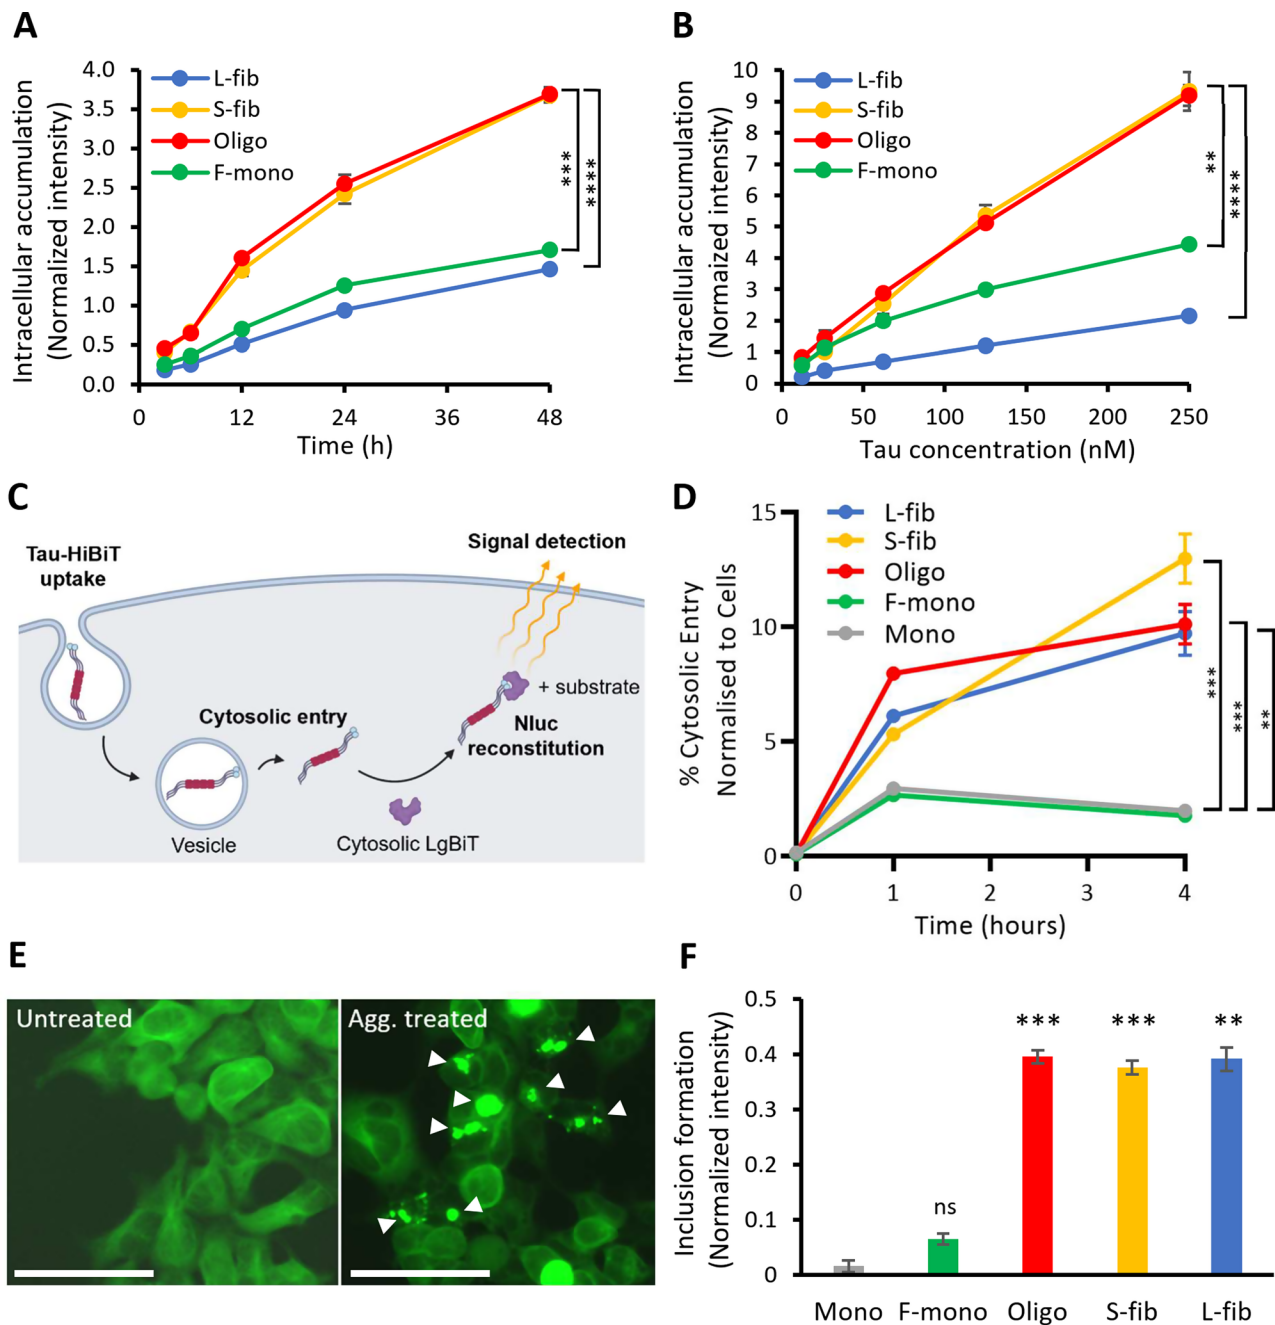 A
Intracellular accumulation
(Normalized intensity)
4.0
3.5
3.0
2.5
2.0
1.5
1.0
0.5
0.0
L-fib
S-fib
Oligo
F-mono
***
****
0
12
24
36
48
Time (h)
B
Intracellular accumulation
(Normaized intensity)
10
9
8
7
6
5
4
3
2
1
0
L-fib
S-fib
Oligo
F-mono
**
****
0
50
100
150
200
250
Tau concentration (nM)
C
Tau-HiBiT
uptake
Signal detection
Cytosolic entry
+ substrate
Nluc
reconstitution
Vesicle
Cytosolic LgBiT
D
% Cytosolic Entry
Normalised to Cells
15
10
5
0
L-fib
S-fib
Oligo
F-mono
Mono
***
***
**
0
1
2
3
4
Time (hours)
E
Untreated
Agg. treated
F
Inclusion formation
(Normalized intensity)
0.5
0.4
0.3
0.2
0.1
0
ns
***
***
**
Mono
F-mono
Oligo
S-fib
L-fib